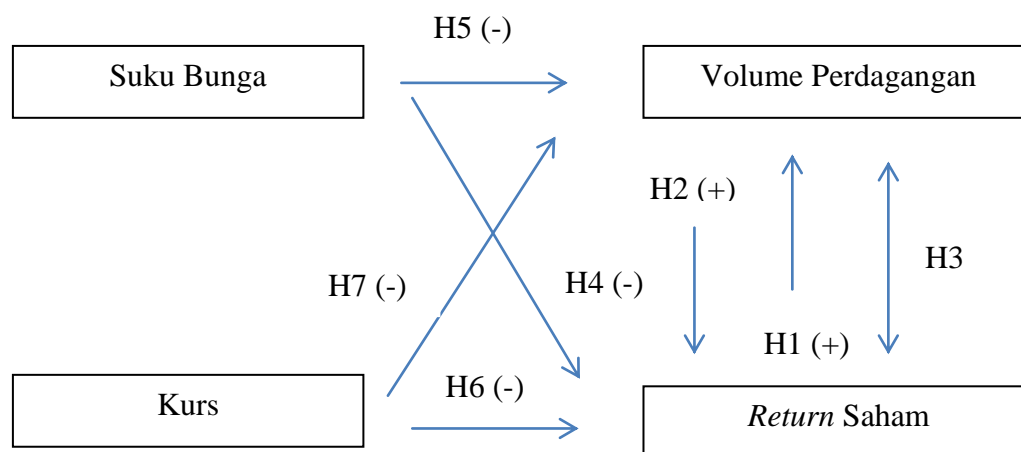 H5 (-)
Suku Bunga
Volume Perdagangan
H2 (+)
H3
H7 (-)
H4 (-)
H1 (+)
H6 (-)
Kurs
Return Saham